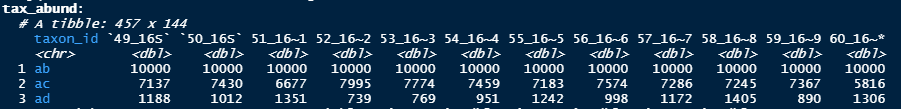 tax_abund:
# A tibble: 457 x 144
taxon_id `49_16S` `50_16S` 51_16~1 52_16~2 53_16~3 54_16~4 55_16~5 56_16~6 57_16~7 58_16~8 59_16~9 60_16~*
<chr> <dbl> <dbl> <dbl> <dbl> <dbl> <dbl> <dbl> <dbl> <dbl> <dbl> <dbl> <dbl>
1 ab 10000 10000 10000 10000 10000 10000 10000 10000 10000 10000 10000 10000
2 ac 7137 7430 6677 7995 7774 7459 7183 7574 7286 7245 7367 5816
3 ad 1188 1012 1351 739 769 951 1242 998 1172 1405 890 1306